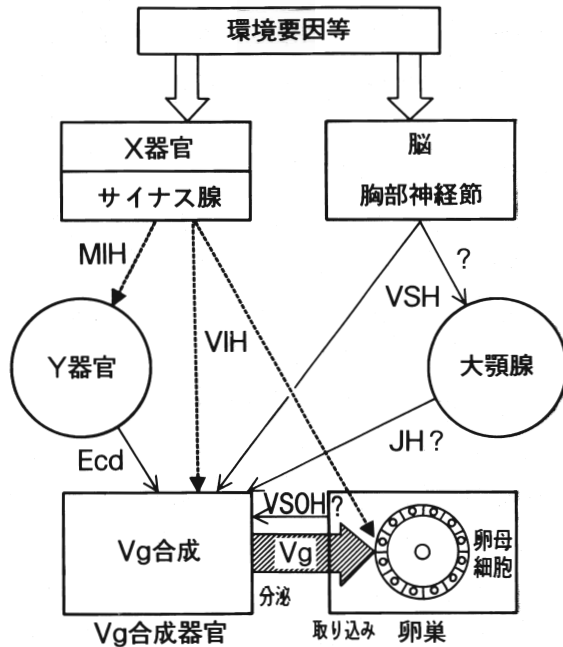 環境要因等
X器官
サイナス腺
脳
胸部神経節
MIH
VIH
?
VSH
Y器官
大顎腺
Ecd
JH?
VSOH?
Vg合成
Vg
卵母
細胞
分泌
Vg合成器官
取り込み
卵巣